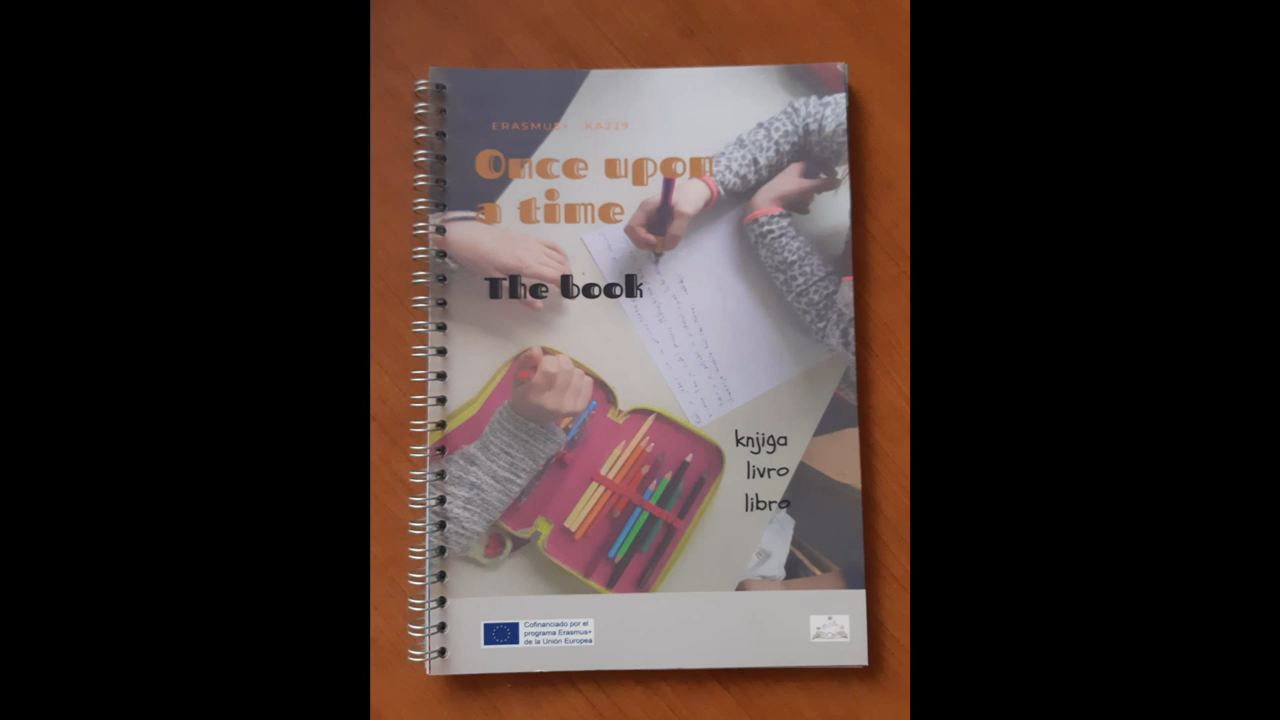 ERASMUS+ KA229
Once upon
a time
The book
knjiga
livro
libro
Cofinanciado por el
programa Erasmus+
de la Unión Europea